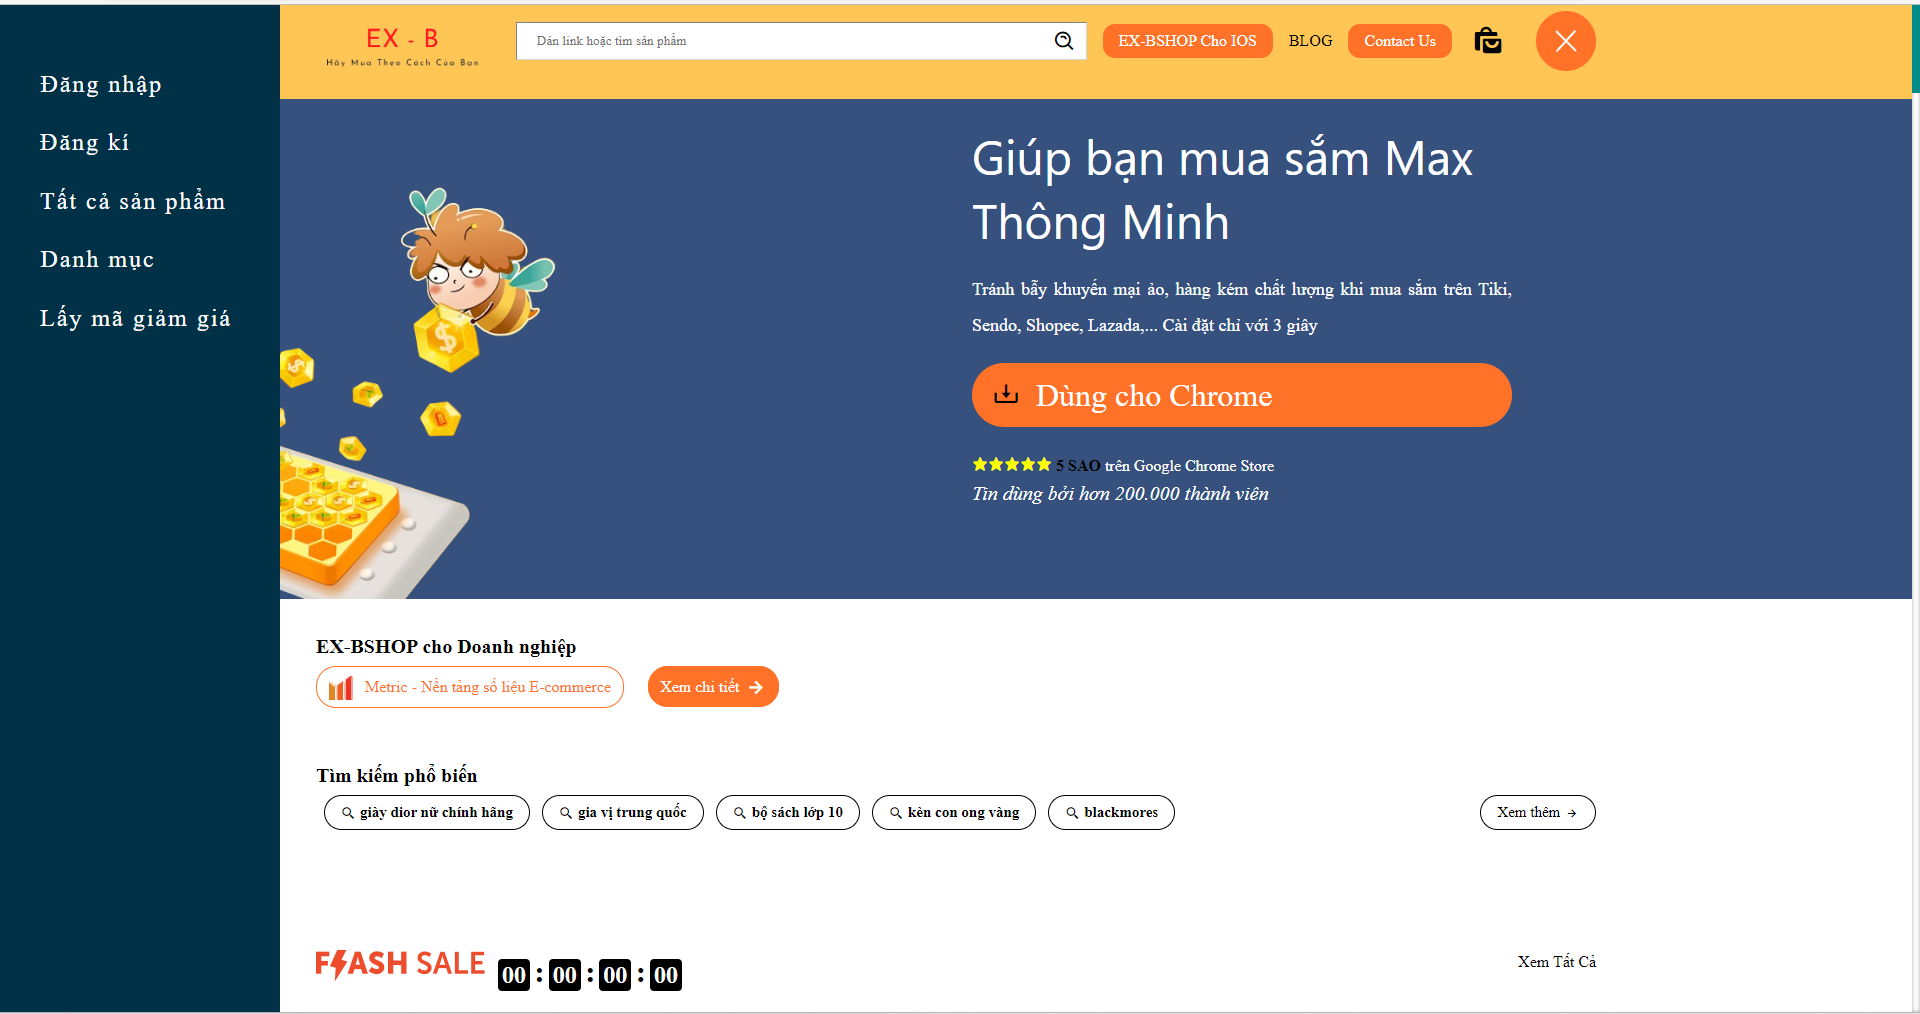 Đăng nhập
Đăng kí
Tất cả sản phẩm
Danh mục
Lấy mã giảm giá
EX - B
Hãy Mua Theo Cách Của Bạn
Dán link hoặc tìm sản phẩm
EX-BSHOP Cho IOS
BLOG
Contact Us
Giúp bạn mua sắm Max
Thông Minh
Tránh bẫy khuyến mại ảo, hàng kém chất lượng khi mua sắm trên Tiki,
Sendo, Shopee, Lazada,... Cài đặt chỉ với 3 giây
Dùng cho Chrome
5 SAO trên Google Chrome Store
Tin dùng bởi hơn 200.000 thành viên
EX-BSHOP cho Doanh nghiệp
Metric - Nền tảng số liệu E-commerce
Xem chi tiết
Tìm kiếm phổ biến
giày dior nữ chính hãng
gia vị trung quốc
bộ sách lớp 10
kèn con ong vàng
blackmores
Xem thêm
FLASH SALE
00 : 00 : 00 : 00
Xem Tất Cả